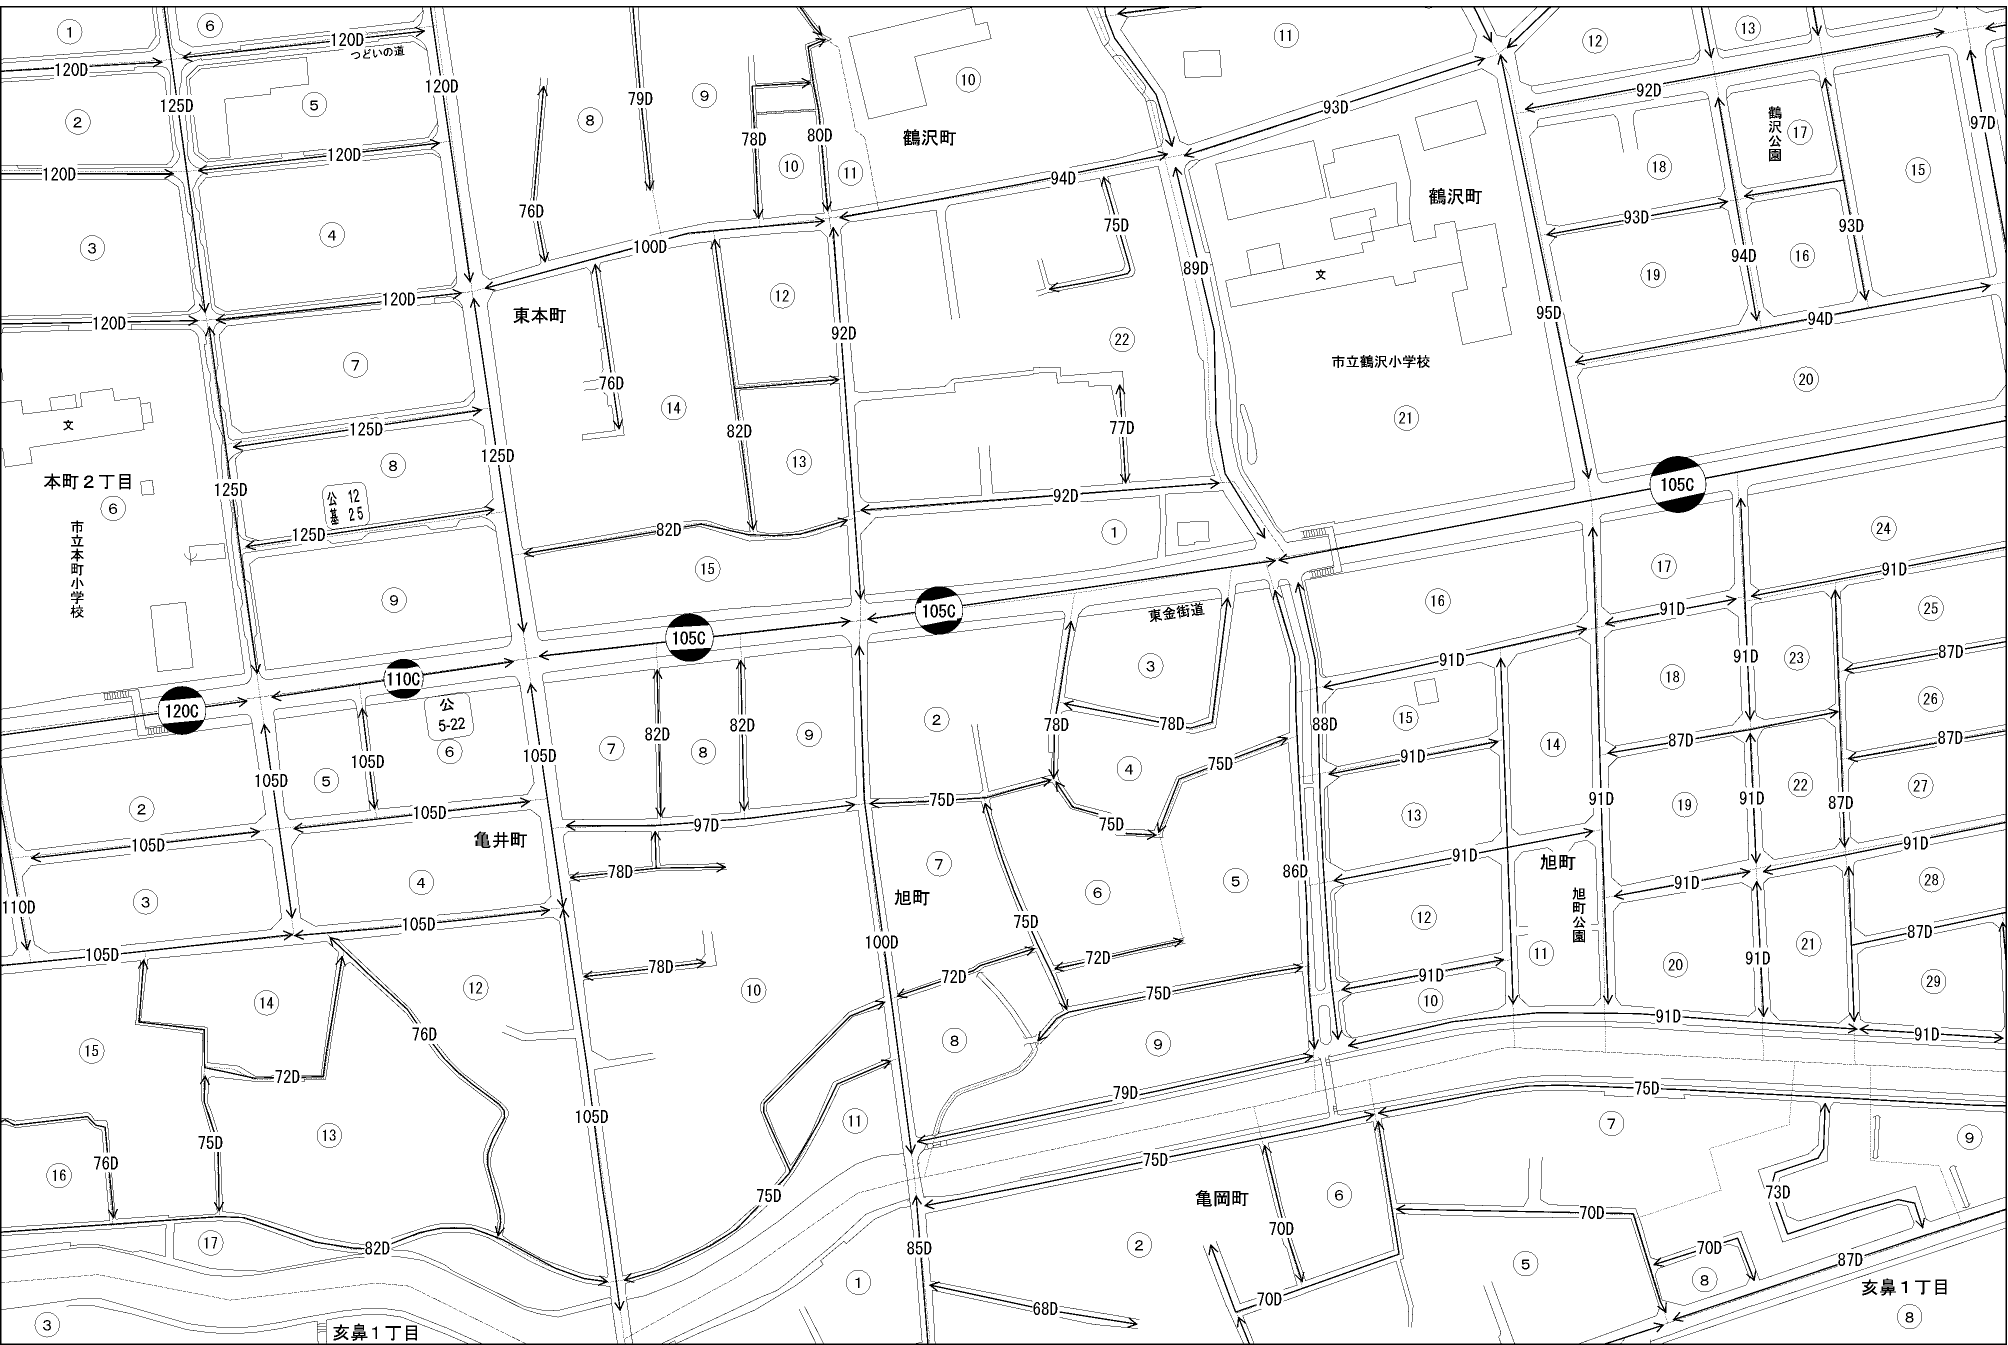 1
6
120D
つどいの道
120D
125D
120D
79D
8
9
78D
80D
10
11
鶴沢町
10
11
93D
12
13
92D
鶴沢公園
17
97D
2
5
120D
120D
76D
94D
75D
鶴沢町
18
15
93D
93D
3
4
100D
東本町
12
92D
89D
文
19
94D
16
120D
120D
95D
94D
7
76D
14
82D
22
市立鶴沢小学校
20
文
125D
77D
21
本町2丁目
6
8
125D
13
125D
公 12
基 25
92D
105C
市立本町小学校
125D
82D
1
24
9
15
17
91D
105C
105C
東金街道
16
91D
25
120C
110C
3
91D
91D
23
87D
公
5-22
18
26
5
105D
6
105D
7
82D
8
82D
9
2
78D
78D
88D
15
14
87D
87D
105D
4
75D
91D
2
105D
75D
75D
13
91D
19
91D
22
87D
27
105D
97D
亀井町
7
91D
旭町
91D
78D
86D
91D
28
4
6
5
旭町
旭町公園
3
110D
105D
75D
12
87D
105D
100D
72D
11
20
91D
21
78D
72D
75D
91D
29
12
10
10
14
76D
8
9
91D
91D
15
72D
79D
75D
105D
11
13
75D
7
9
76D
16
75D
75D
亀岡町
6
73D
17
82D
85D
70D
70D
2
70D
87D
5
8
1
68D
70D
亥鼻1丁目
3
亥鼻1丁目
8